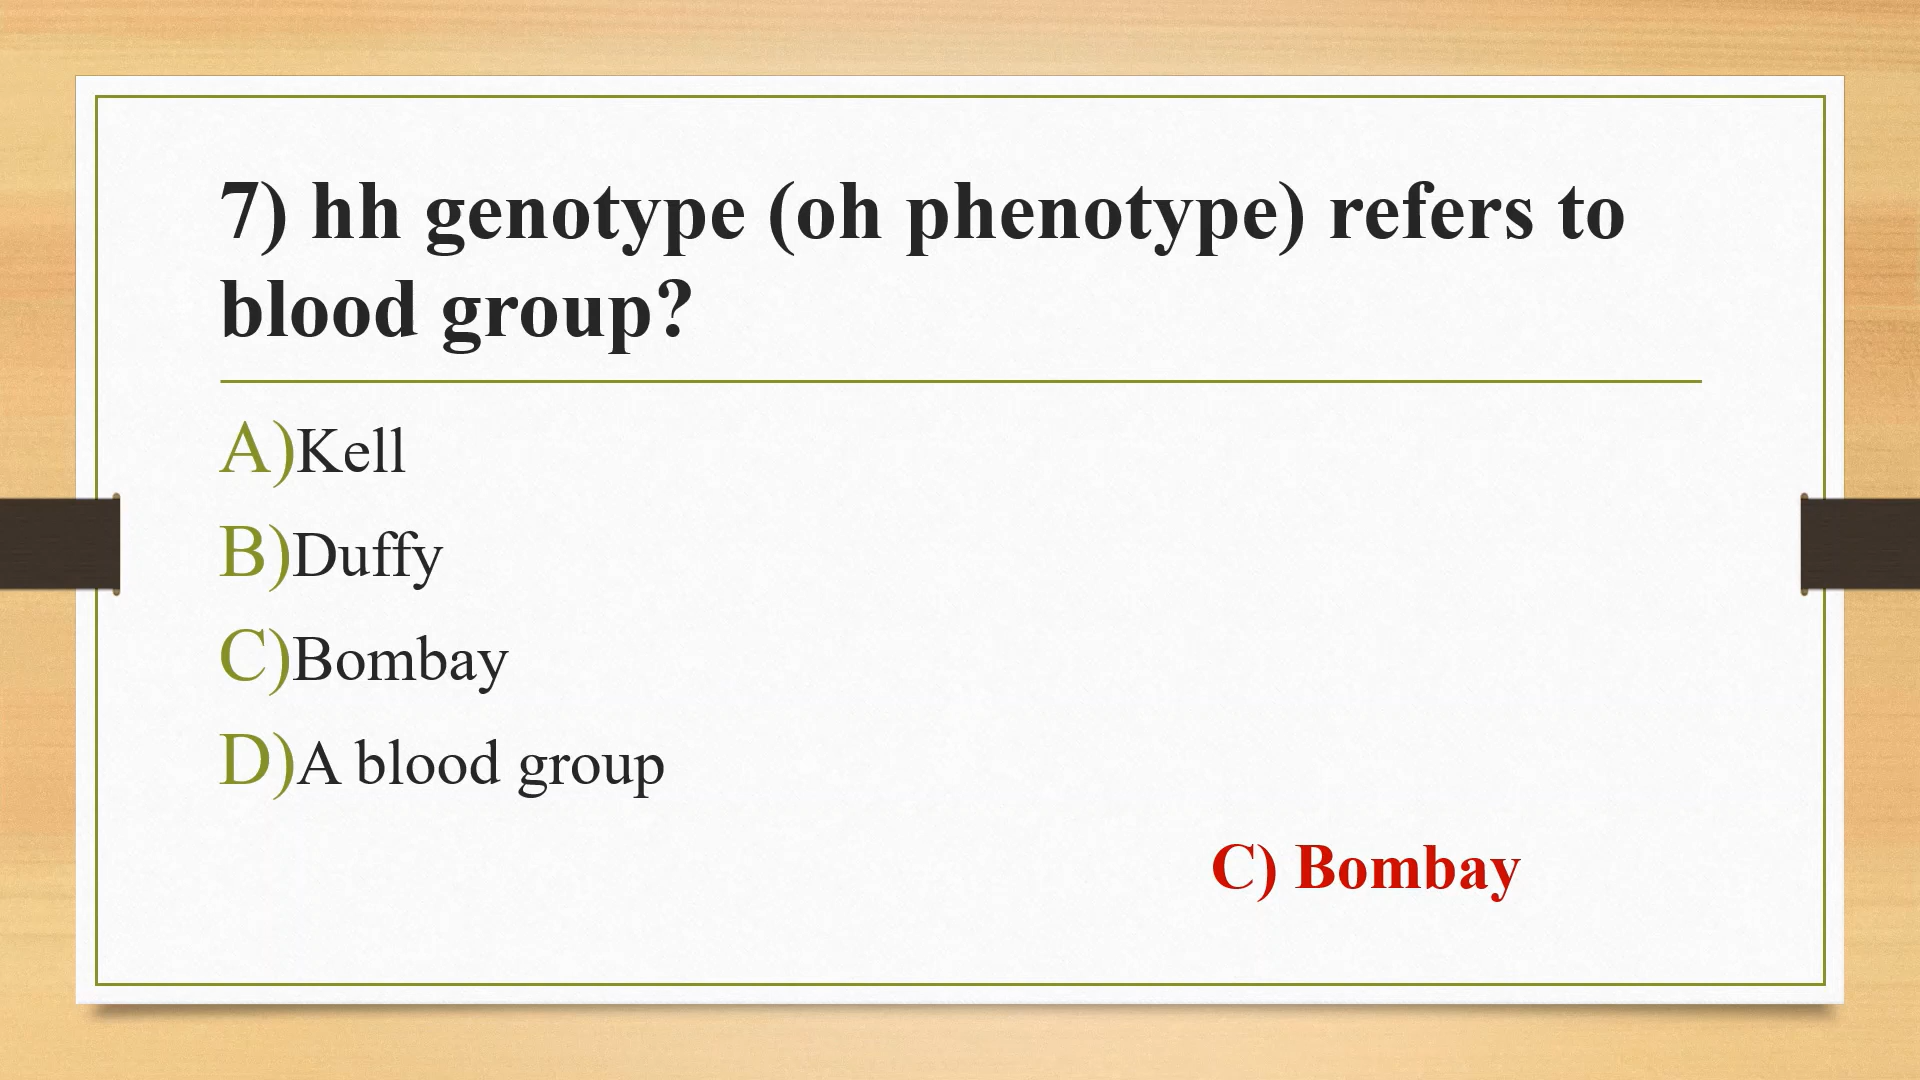 7) hh genotype (oh phenotype) refers to
blood group?
A)Kell
B)Duffy
C)Bombay
D)A blood group
C) Bombay